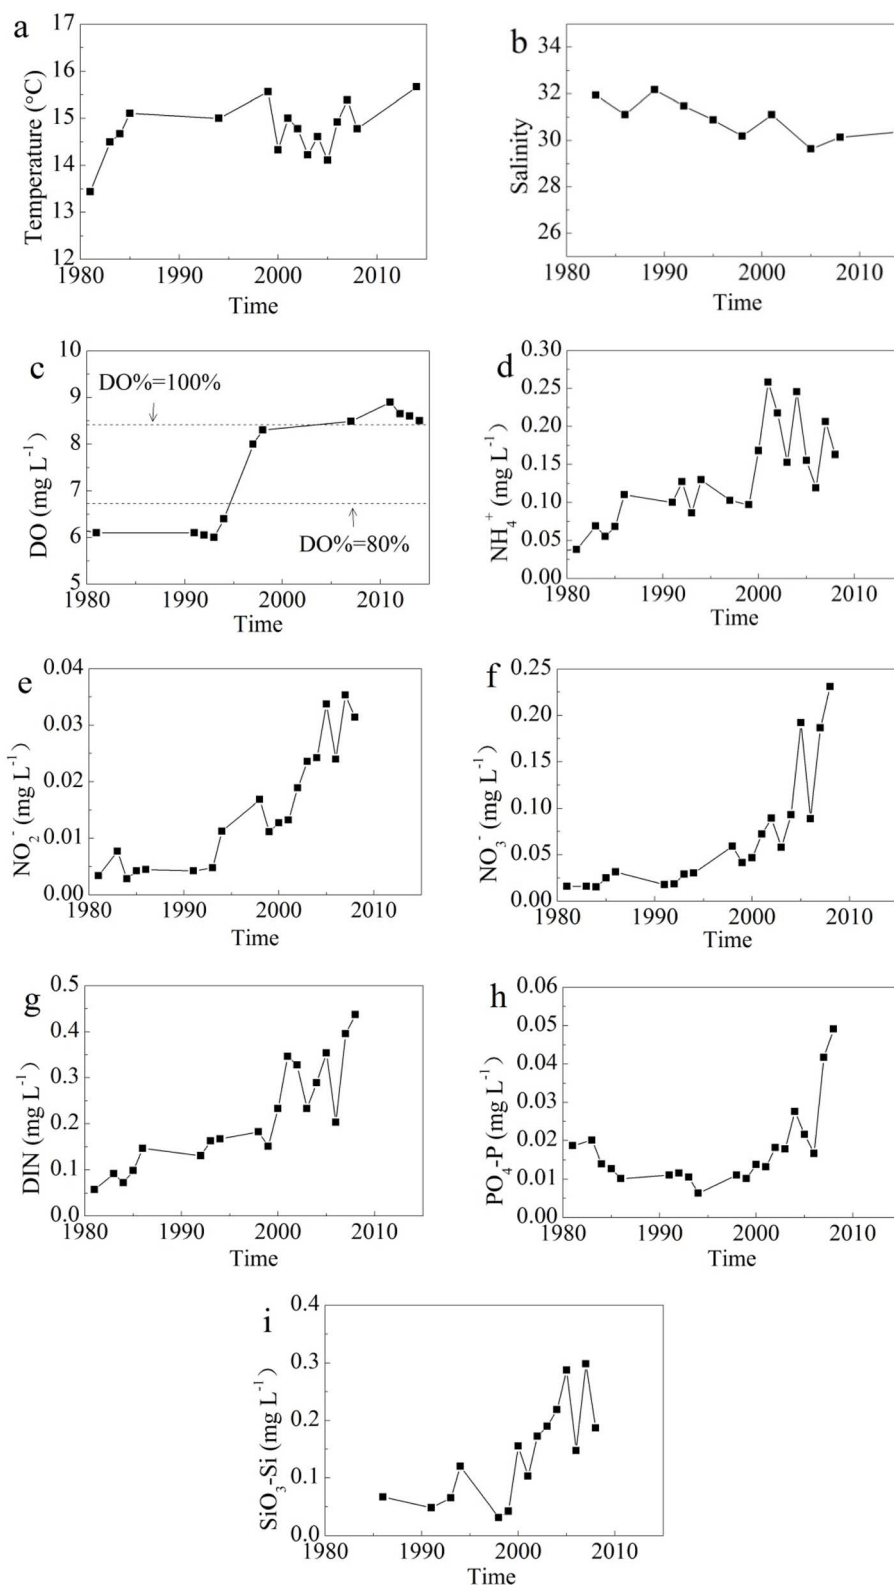 a
17
16
15
14
13
12
Temperature (°C)
1980 1990 2000 2010
Time
b
34
32
30
28
26
Salinity
1980 1990 2000 2010
Time
c
10
9
8
7
6
5
DO (mg L⁻¹)
DO%=100%
DO%=80%
1980 1990 2000 2010
Time
d
0.30
0.25
0.20
0.15
0.10
0.05
0.00
NH₄⁺ (mg L⁻¹)
1980 1990 2000 2010
Time
e
0.04
0.03
0.02
0.01
0.00
NO₂⁻ (mg L⁻¹)
1980 1990 2000 2010
Time
f
0.25
0.20
0.15
0.10
0.05
0.00
NO₃⁻ (mg L⁻¹)
1980 1990 2000 2010
Time
g
0.5
0.4
0.3
0.2
0.1
0.0
DIN (mg L⁻¹)
1980 1990 2000 2010
Time
h
0.06
0.05
0.04
0.03
0.02
0.01
0.00
PO₄-P (mg L⁻¹)
1980 1990 2000 2010
Time
i
0.4
0.3
0.2
0.1
0.0
SiO₃-Si (mg L⁻¹)
1980 1990 2000 2010
Time